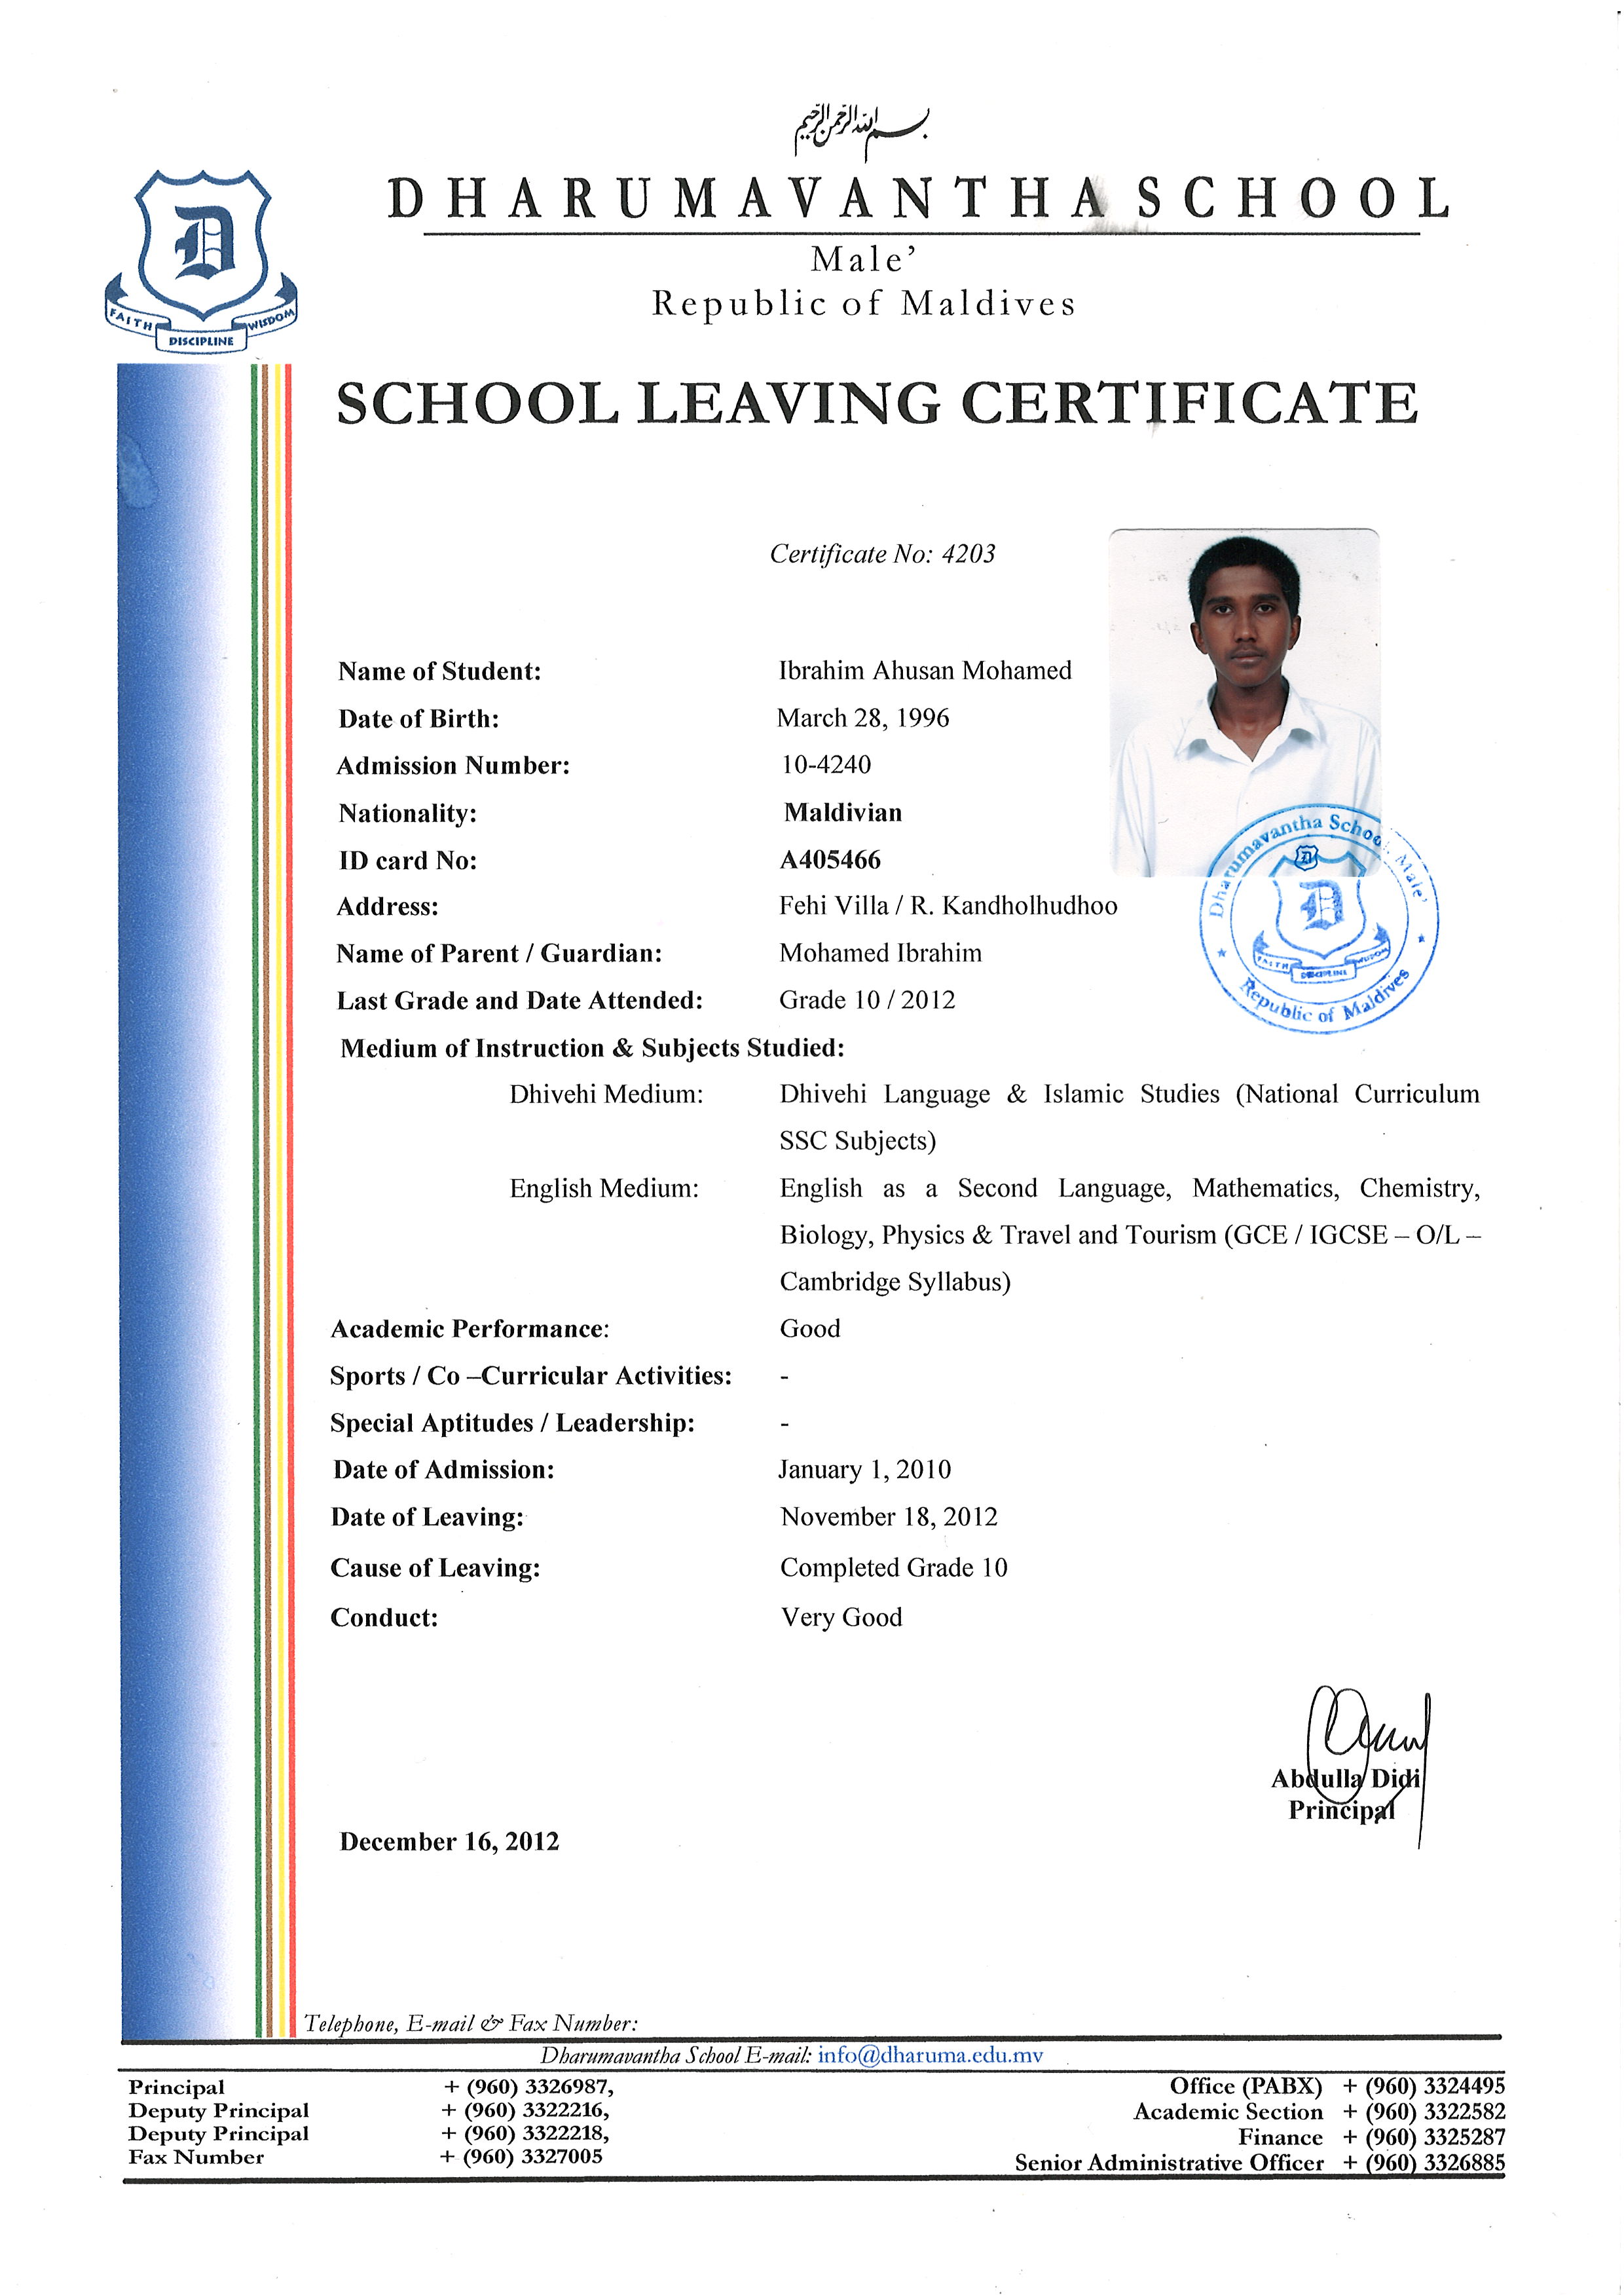 بسم الله الرحمن الرحيم
DHARUMAVANTHA SCHOOL
Male’
Republic of Maldives
D
FAITH
DISCIPLINE
WISDOM
SCHOOL LEAVING CERTIFICATE
Certificate No: 4203
Name of Student: Ibrahim Ahusan Mohamed
Date of Birth: March 28, 1996
Admission Number: 10-4240
Nationality: Maldivian
ID card No: A405466
Address: Fehi Villa / R. Kandholhudhoo
Name of Parent / Guardian: Mohamed Ibrahim
Last Grade and Date Attended: Grade 10 / 2012
Dharumavantha School, Male’
D
D
FAITH
DISCIPLINE
WISDOM
Republic of Maldives
Medium of Instruction & Subjects Studied:
Dhivehi Medium: Dhivehi Language & Islamic Studies (National Curriculum
SSC Subjects)
English Medium: English as a Second Language, Mathematics, Chemistry,
Biology, Physics & Travel and Tourism (GCE / IGCSE – O/L –
Cambridge Syllabus)
Academic Performance: Good
Sports / Co –Curricular Activities: -
Special Aptitudes / Leadership: -
Date of Admission: January 1, 2010
Date of Leaving: November 18, 2012
Cause of Leaving: Completed Grade 10
Conduct: Very Good
Abdulla Didi
Principal
December 16, 2012
Telephone, E-mail & Fax Number:
Dharumavantha School E-mail: info@dharuma.edu.mv
Principal + (960) 3326987, Office (PABX) + (960) 3324495
Deputy Principal + (960) 3322216, Academic Section + (960) 3322582
Deputy Principal + (960) 3322218, Finance + (960) 3325287
Fax Number + (960) 3327005 Senior Administrative Officer + (960) 3326885